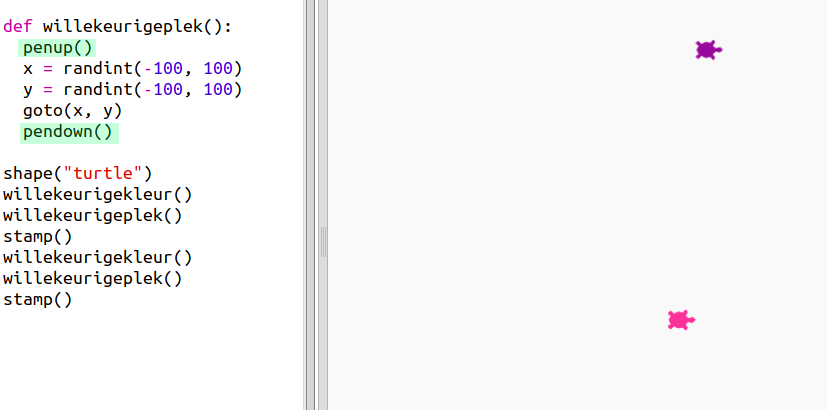 def willekeurigeplek():
  penup()
  x = randint(-100, 100)
  y = randint(-100, 100)
  goto(x, y)
  pendown()

shape("turtle")
willekeurigekleur()
willekeurigeplek()
stamp()
willekeurigekleur()
willekeurigeplek()
stamp()